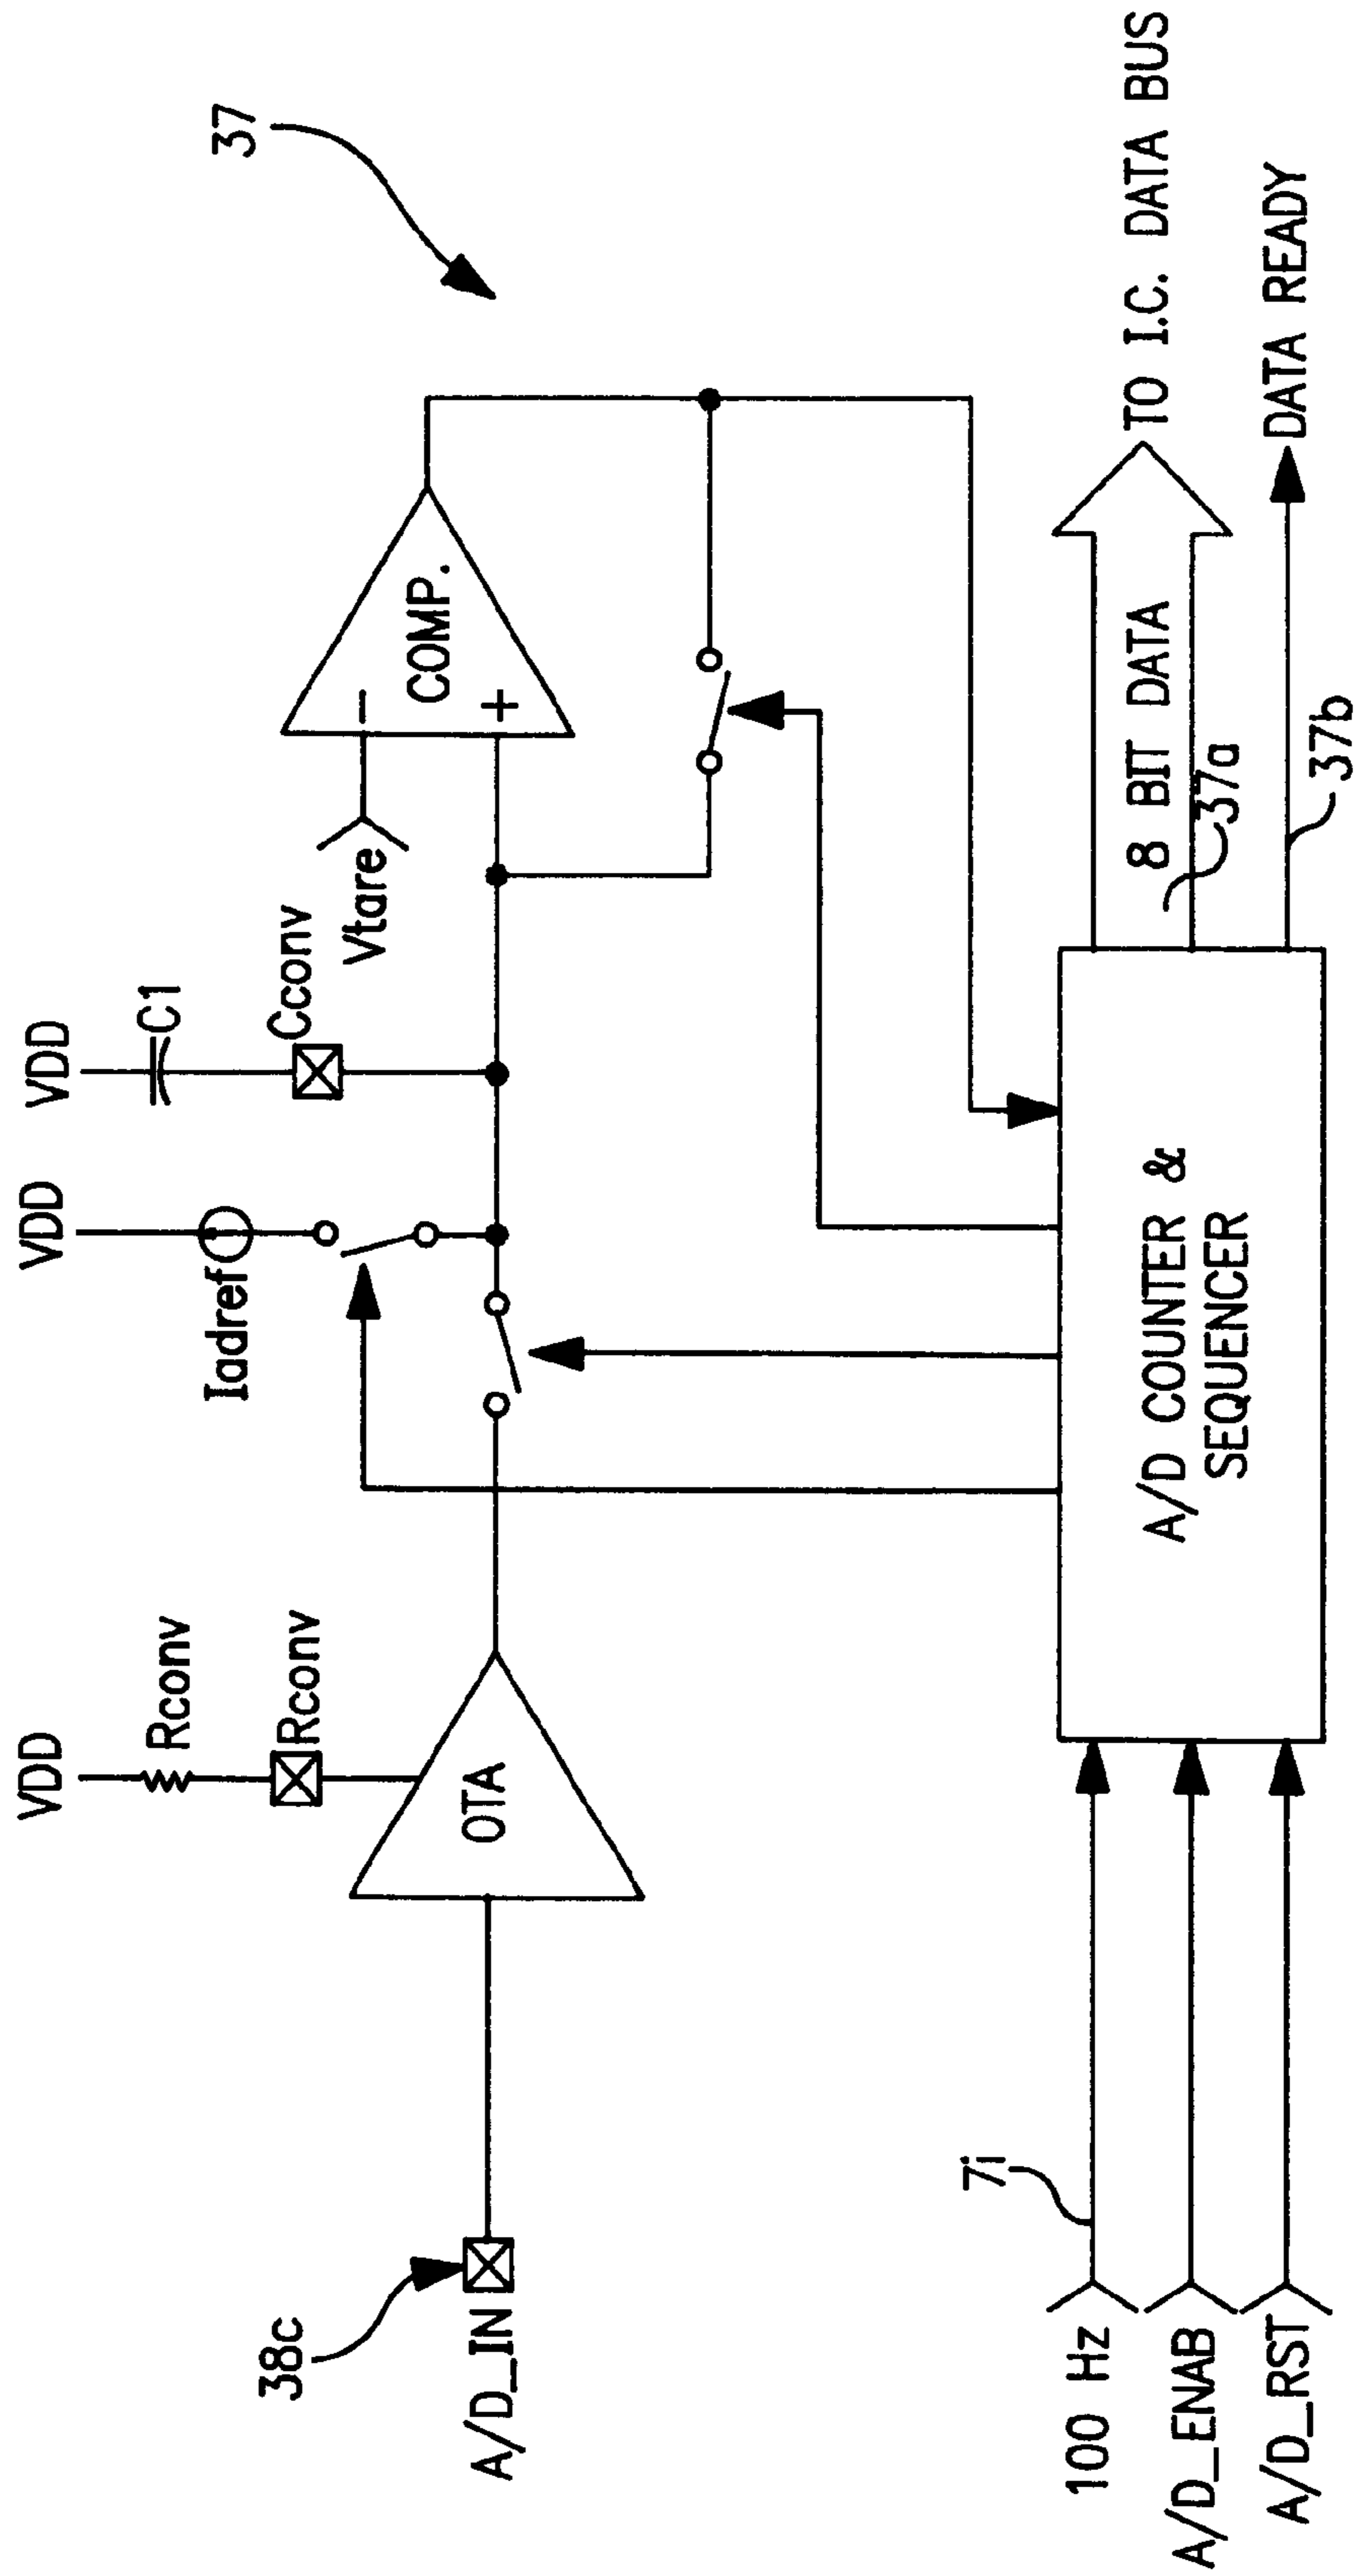 37
VDD
VDD
VDD
C1
Rconv
Iadref
Cconv
Rconv
Vtare
−
COMP.
+
OTA
38c
A/D_IN
7i
100 Hz
A/D_ENAB
A/D_RST
A/D COUNTER &
SEQUENCER
8 BIT DATA
TO I.C. DATA BUS
37a
DATA READY
37b